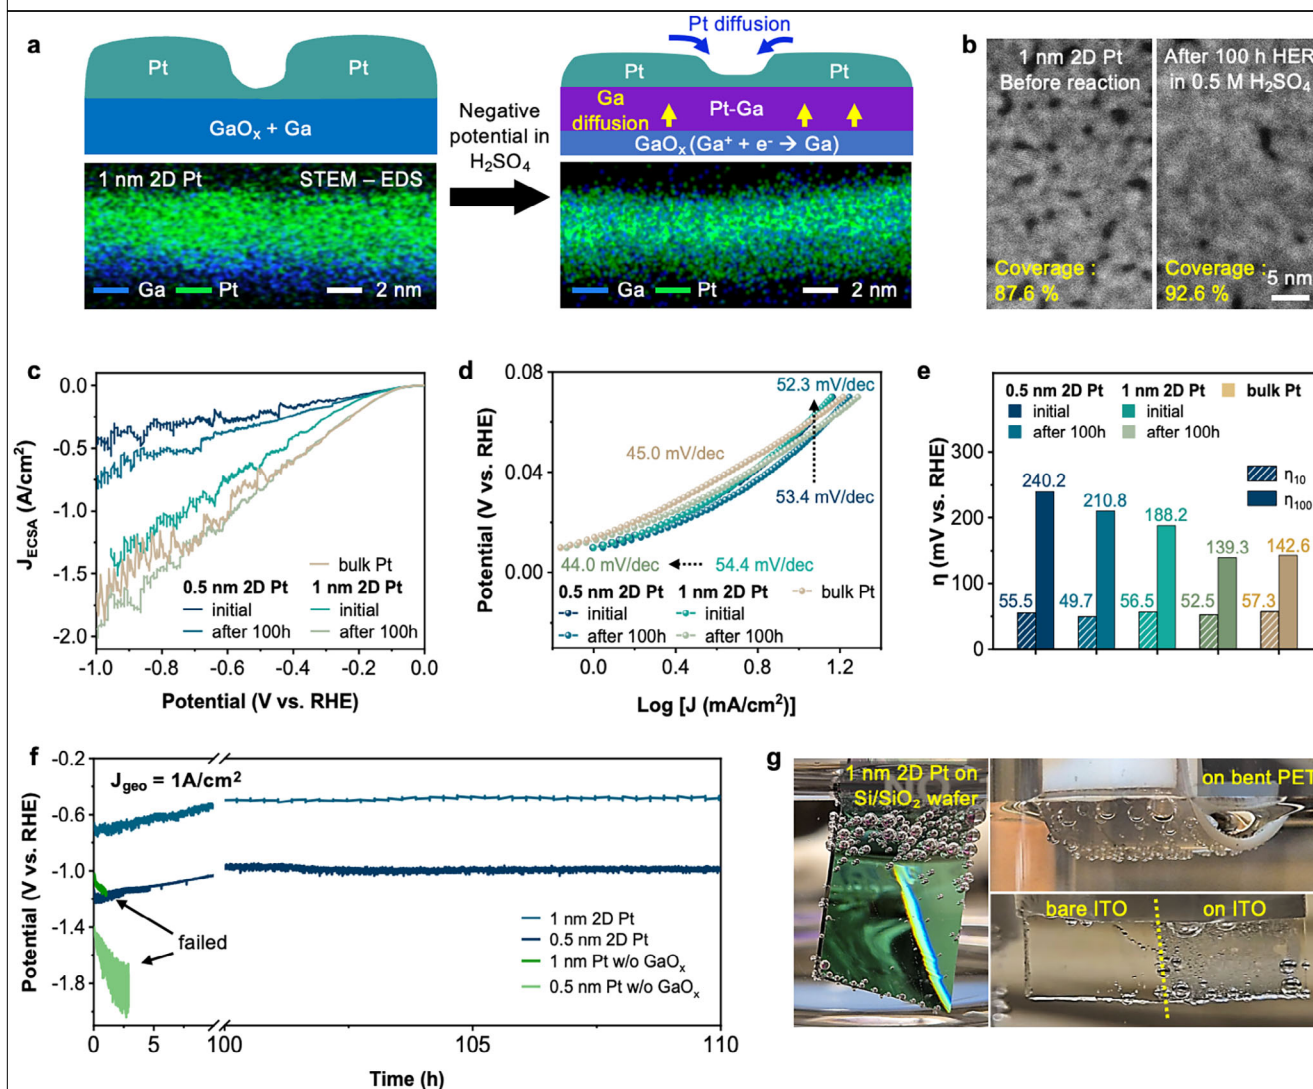 a
Pt diffusion
Pt
Pt
GaOₓ + Ga
Negative
potential in
H₂SO₄
Pt
Pt
Ga
diffusion
Pt-Ga
GaOₓ (Ga⁺ + e⁻ → Ga)
1 nm 2D Pt
STEM – EDS
Ga
Pt
2 nm
Ga
Pt
2 nm
b
1 nm 2D Pt
Before reaction
Coverage :
87.6 %
After 100 h HER
in 0.5 M H₂SO₄
Coverage :
92.6 %
5 nm
c
J_ECSA (A/cm²)
0.0
-0.5
-1.0
-1.5
-2.0
bulk Pt
0.5 nm 2D Pt
1 nm 2D Pt
initial
initial
after 100h
after 100h
-1.0
-0.8
-0.6
-0.4
-0.2
0.0
Potential (V vs. RHE)
d
Potential (V vs. RHE)
0.08
0.04
0.00
52.3 mV/dec
45.0 mV/dec
53.4 mV/dec
44.0 mV/dec
54.4 mV/dec
0.5 nm 2D Pt
1 nm 2D Pt
bulk Pt
initial
initial
after 100h
after 100h
0.0
0.4
0.8
1.2
Log [J (mA/cm²)]
e
0.5 nm 2D Pt
1 nm 2D Pt
bulk Pt
initial
initial
after 100h
after 100h
η (mV vs. RHE)
300
200
100
0
η₁₀
η₁₀₀
240.2
210.8
188.2
139.3
142.6
55.5
49.7
56.5
52.5
57.3
f
J_geo = 1A/cm²
Potential (V vs. RHE)
-0.2
-0.6
-1.0
-1.4
-1.8
failed
1 nm 2D Pt
0.5 nm 2D Pt
1 nm Pt w/o GaOₓ
0.5 nm Pt w/o GaOₓ
0
5
100
105
110
Time (h)
g
1 nm 2D Pt on
Si/SiO₂ wafer
on bent PET
bare ITO
on ITO